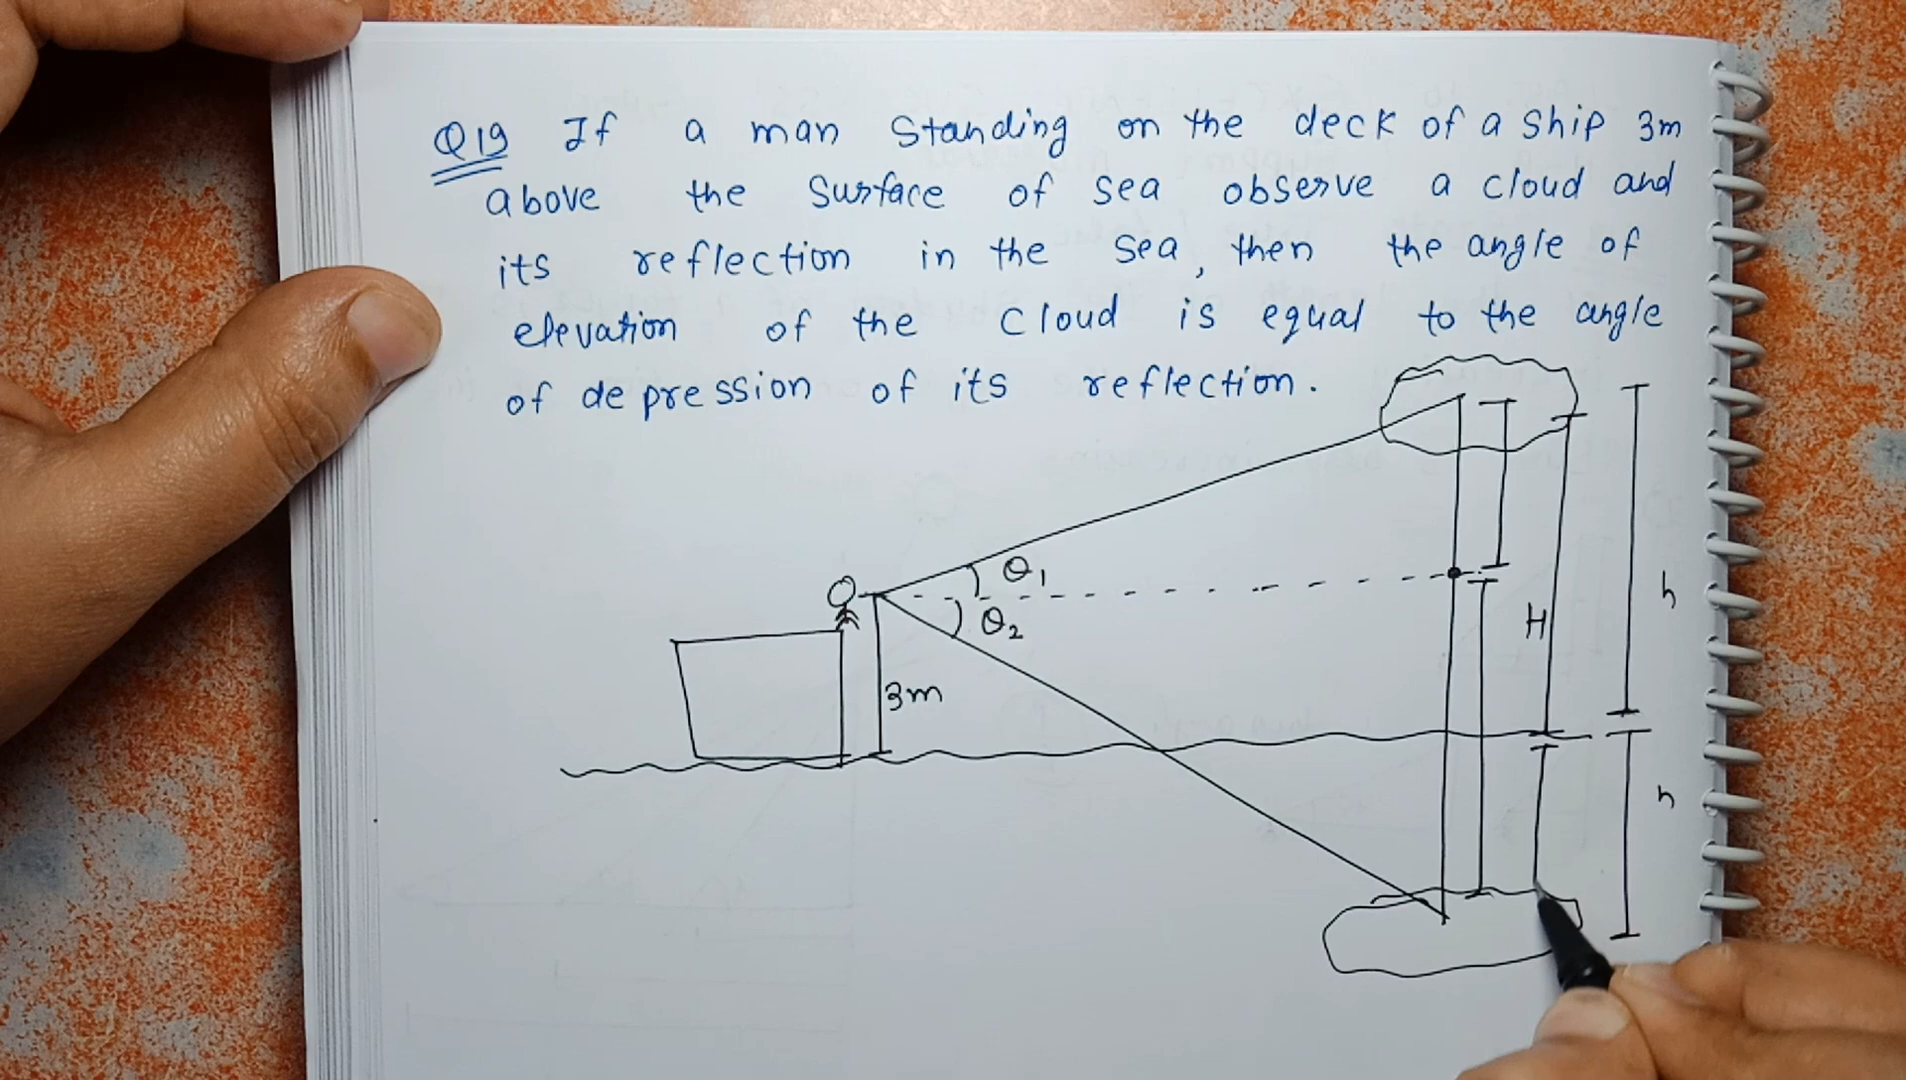 Q19 If a man standing on the deck of a ship 3m
above the surface of sea observe a cloud and
its reflection in the sea, then the angle of
elevation of the cloud is equal to the angle
of depression of its reflection.
θ₁
θ₂
3m
H
h
h